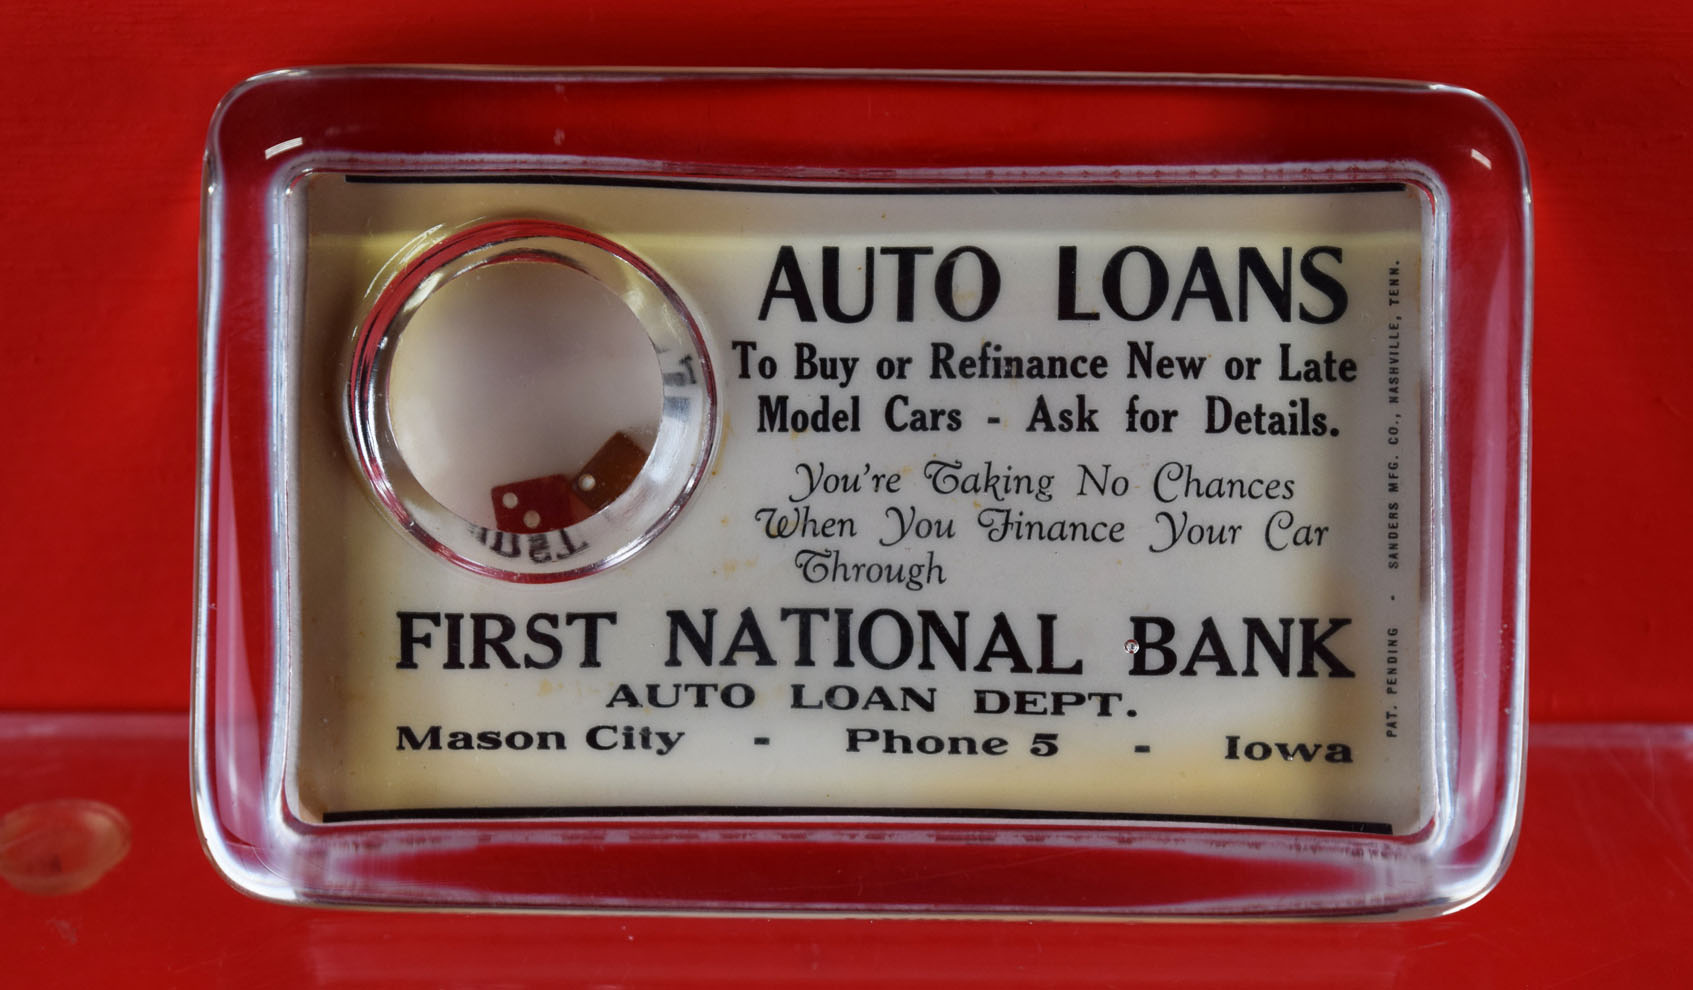 AUTO LOANS
To Buy or Refinance New or Late
Model Cars - Ask for Details.
You're Taking No Chances
When You Finance Your Car
Through
FIRST NATIONAL BANK
AUTO LOAN DEPT.
Mason City - Phone 5 - Iowa
PAT. PENDING - SANDERS MFG. CO., NASHVILLE, TENN.